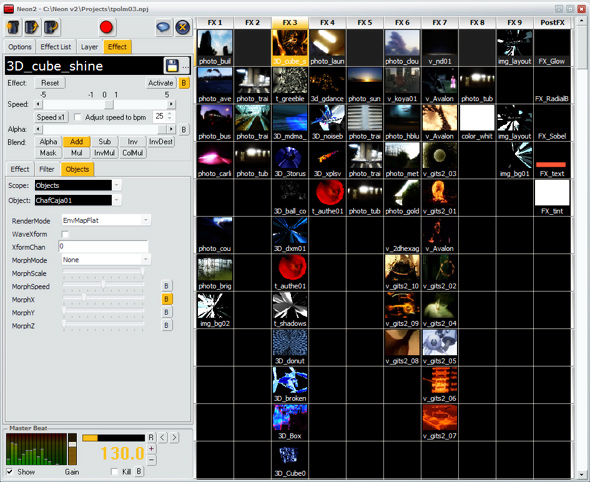 Neon2 - C:\Neon v2\Projects\tpolm03.npj
Options Effect List Layer Effect
3D_cube_shine
...
Effect: Reset Activate B
-5 -1 0 1 5
Speed:
Speed x1 Adjust speed to bpm 25
Alpha: B
Blend: Alpha Add Sub Inv InvDest
Mask Mul InvMul ColMul
Effect Filter Objects
Scope: Objects
Object: ChafCaja01
RenderMode EnvMapFlat
WaveXform
XformChan 0
MorphMode None
MorphScale
MorphSpeed B
MorphX B
MorphY B
MorphZ B
Master Beat
R < >
130.0 + -
Show Gain Kill B
FX 1 FX 2 FX 3 FX 4 FX 5 FX 6 FX 7 FX 8 FX 9 PostFX
photo_buil photo_trai 3D_cube_s photo_laun photo_clou v_nd01 img_layout FX_Glow
photo_ave photo_trai t_greeble 3d_gdance photo_sun v_koya01 v_Avalon photo_tub FX_RadialB
photo_bus photo_trai 3D_mdma_ 3D_noiseb photo_trai photo_hblu v_Avalon color_whit img_layout FX_Sobel
photo_carli photo_tub 3D_3torus 3D_xplsv photo_trai photo_met v_gits2_03 img_bg01 FX_text
3D_ball_co t_authe01 photo_tub photo_gold v_gits2_01 FX_tint
photo_cou 3D_dxm01 v_2dhexag v_Avalon
photo_brig t_authe01 v_gits2_10 v_gits2_02
img_bg02 t_shadows v_gits2_09 v_gits2_04
3D_donut v_gits2_08 v_gits2_05
3D_broken v_gits2_06
3D_Box v_gits2_07
3D_Cube0